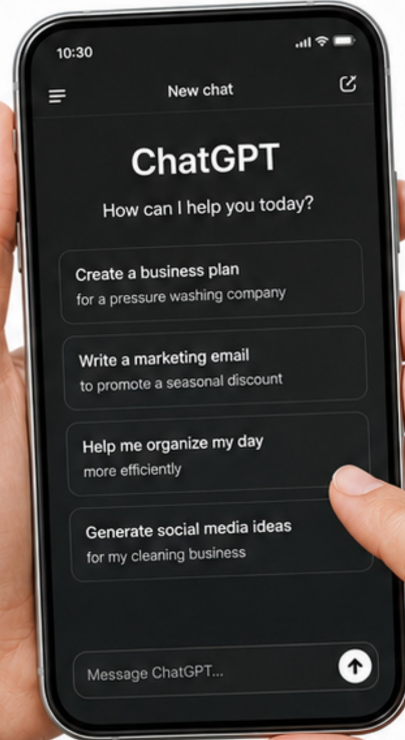 10:30
New chat
ChatGPT
How can I help you today?
Create a business plan
for a pressure washing company
Write a marketing email
to promote a seasonal discount
Help me organize my day
more efficiently
Generate social media ideas
for my cleaning business
Message ChatGPT...